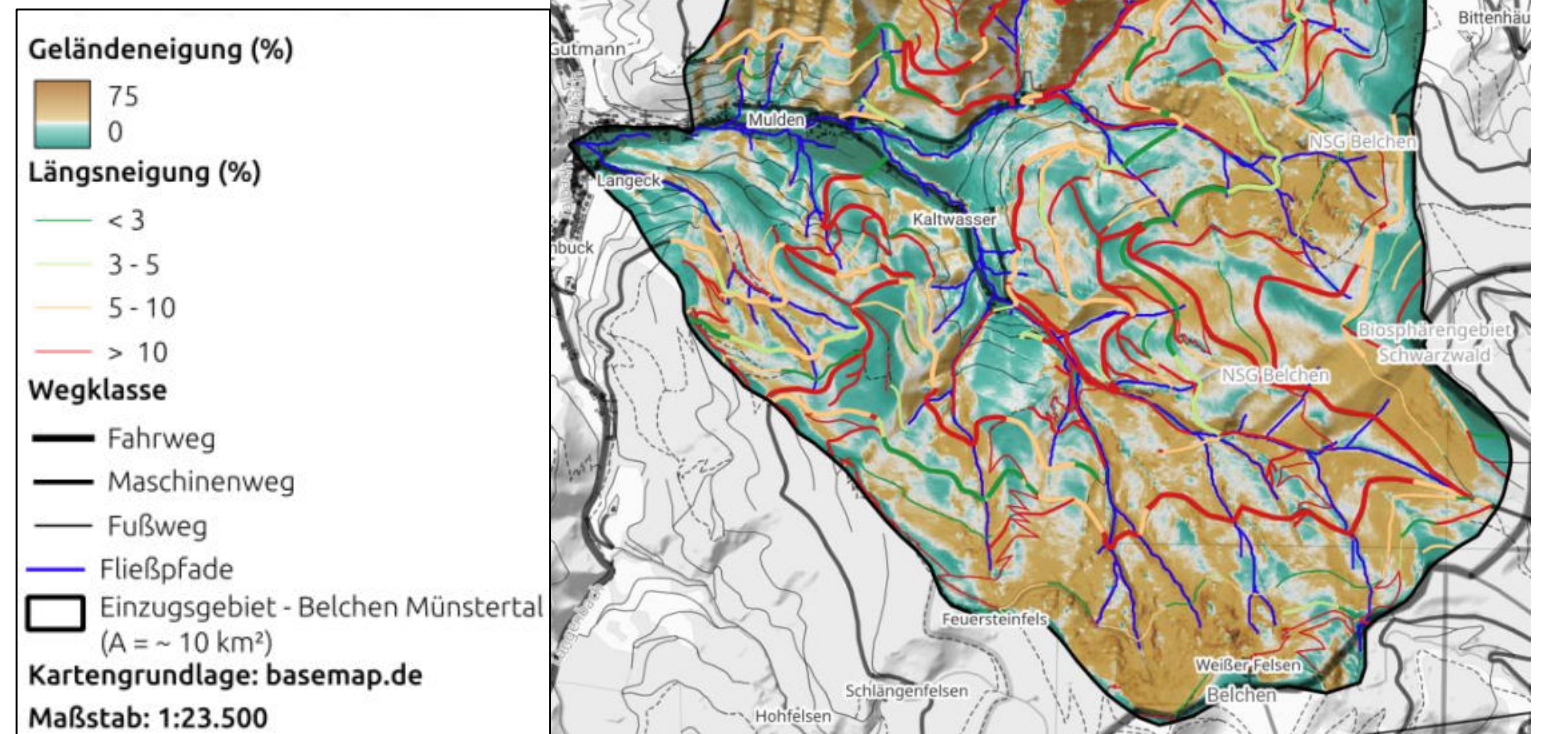 Geländeneigung (%)
75
0
Längsneigung (%)
< 3
3 - 5
5 - 10
> 10
Wegklasse
Fahrweg
Maschinenweg
Fußweg
Fließpfade
Einzugsgebiet - Belchen Münstertal
(A = ~ 10 km²)
Kartengrundlage: basemap.de
Maßstab: 1:23.500
Bittenhäu
Gutmann
Mulden
NSG Belchen
Langeck
Kaltwasser
nbuck
Biosphärengebiet
Schwarzwald
NSG Belchen
Feuersteinfels
Weißer Felsen
Belchen
Schlangenfelsen
Hohfelsen